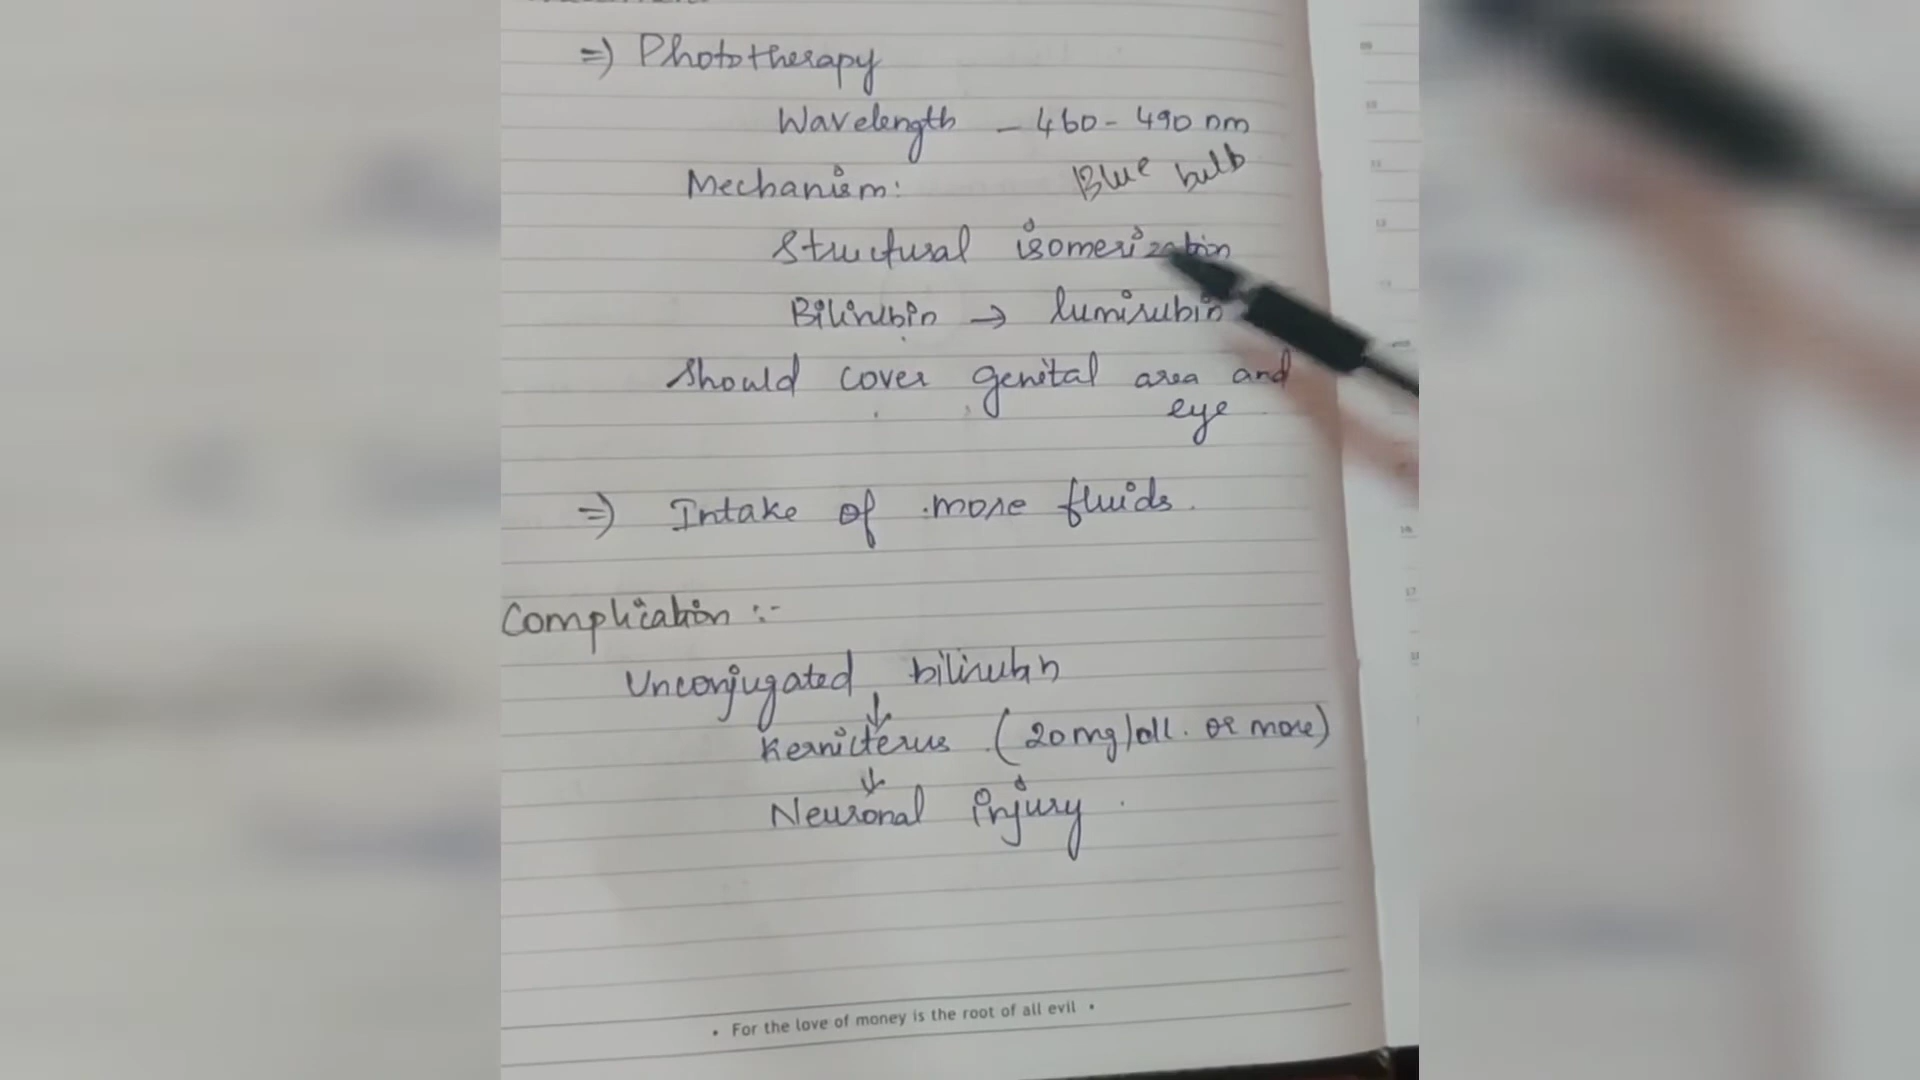 =) Phototherapy
Wavelength - 460-490 nm
Blue bulb
Mechanism:
Structural isomerization
Bilirubin → lumirubin
Should cover genital area and
eye
=) Intake of more fluids.
Complication :-
Unconjugated bilirubin
↓
Kernicterus (20mg/dll. or more)
↓
Neuronal injury
• For the love of money is the root of all evil •